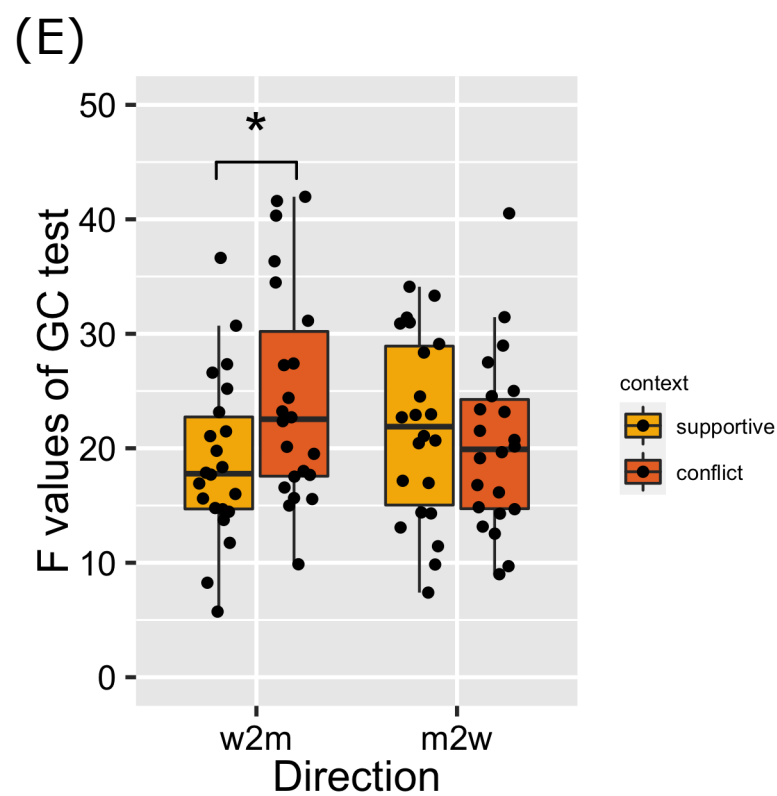 (E)
F values of GC test
50
40
30
20
10
0
*
w2m
m2w
Direction
context
supportive
conflict